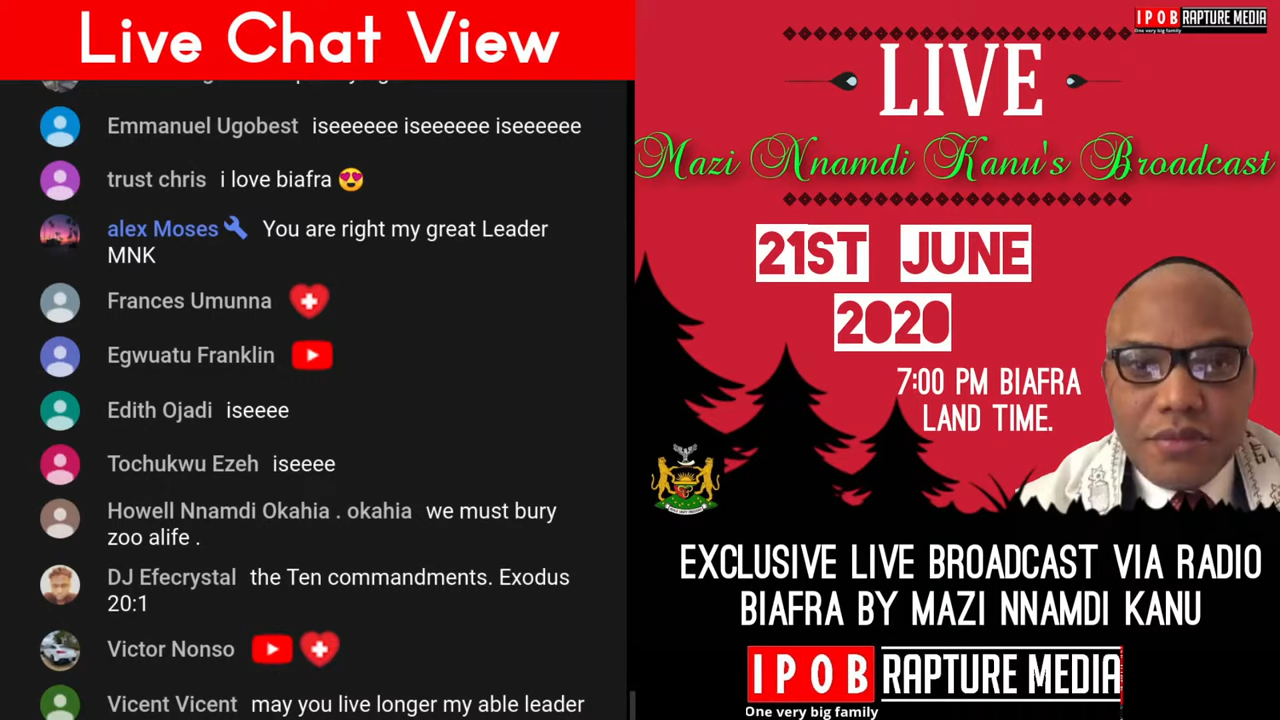 Live Chat View
Emmanuel Ugobest iseeeeee iseeeeee iseeeeee
trust chris i love biafra 😍
alex Moses You are right my great Leader
MNK
Frances Umunna
Egwuatu Franklin
Edith Ojadi iseeee
Tochukwu Ezeh iseeee
Howell Nnamdi Okahia . okahia we must bury
zoo alife .
DJ Efecrystal the Ten commandments. Exodus
20:1
Victor Nonso
Vicent Vicent may you live longer my able leader
IPOB RAPTURE MEDIA
One very big family
LIVE
Mazi Nnamdi Kanu's Broadcast
21ST JUNE
2020
7:00 PM BIAFRA
LAND TIME.
EXCLUSIVE LIVE BROADCAST VIA RADIO
BIAFRA BY MAZI NNAMDI KANU
IPOB RAPTURE MEDIA
One very big family